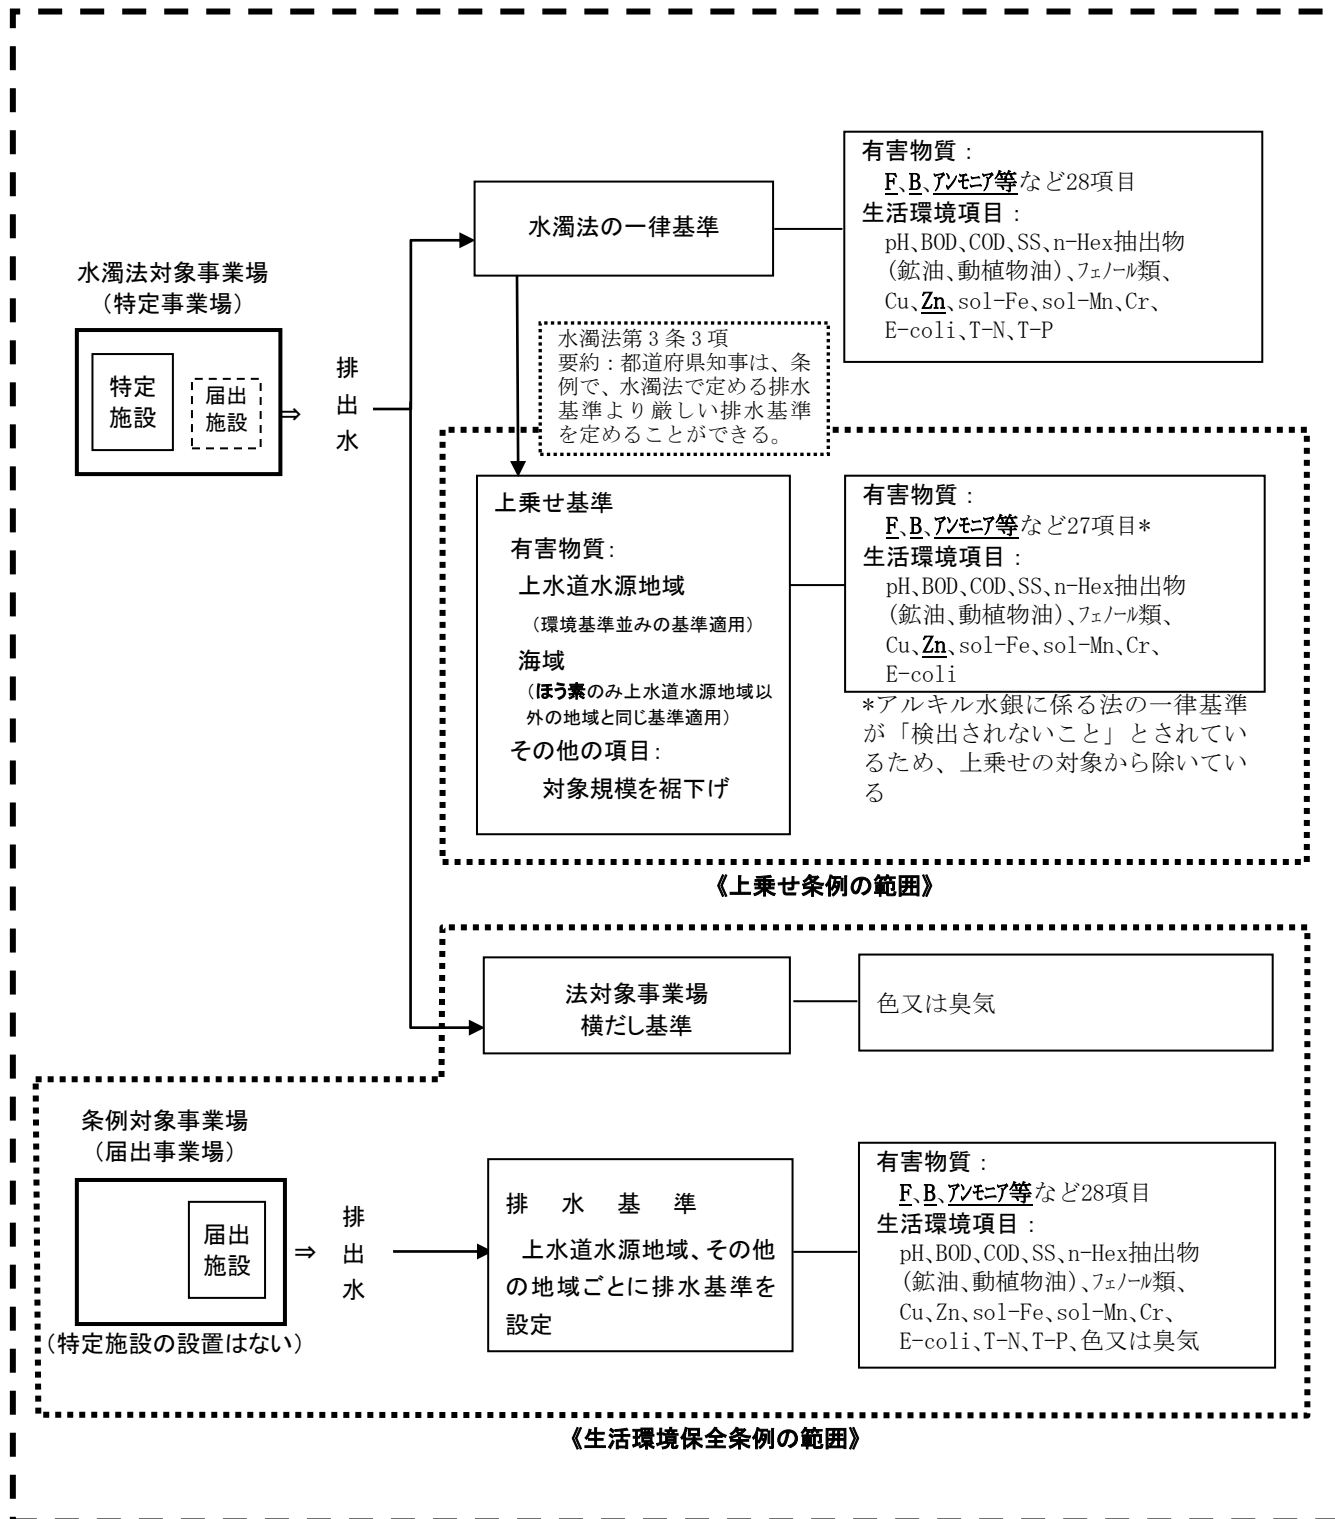 水濁法対象事業場
（特定事業場）
特定
施設
届出
施設
⇒
排
出
水
水濁法の一律基準
有害物質：
F、B、ｱﾝﾓﾆｱ等など28項目
生活環境項目：
pH、BOD、COD、SS、n-Hex抽出物
(鉱油、動植物油)、ﾌｪﾉｰﾙ類、
Cu、Zn、sol-Fe、sol-Mn、Cr、
E-coli、T-N、T-P
水濁法第３条３項
要約：都道府県知事は、条
例で、水濁法で定める排水
基準より厳しい排水基準
を定めることができる。
上乗せ基準
有害物質：
上水道水源地域
（環境基準並みの基準適用）
海域
（ほう素のみ上水道水源地域以
外の地域と同じ基準適用）
その他の項目：
対象規模を裾下げ
有害物質：
F、B、ｱﾝﾓﾆｱ等など27項目*
生活環境項目：
pH、BOD、COD、SS、n-Hex抽出物
(鉱油、動植物油)、ﾌｪﾉｰﾙ類、
Cu、Zn、sol-Fe、sol-Mn、Cr、
E-coli
*アルキル水銀に係る法の一律基準
が「検出されないこと」とされてい
るため、上乗せの対象から除いてい
る
《上乗せ条例の範囲》
法対象事業場
横だし基準
色又は臭気
条例対象事業場
（届出事業場）
届出
施設
（特定施設の設置はない）
⇒
排
出
水
排　水　基　準
上水道水源地域、その他
の地域ごとに排水基準を
設定
有害物質：
F、B、ｱﾝﾓﾆｱ等など28項目
生活環境項目：
pH、BOD、COD、SS、n-Hex抽出物
(鉱油、動植物油)、ﾌｪﾉｰﾙ類、
Cu、Zn、sol-Fe、sol-Mn、Cr、
E-coli、T-N、T-P、色又は臭気
《生活環境保全条例の範囲》